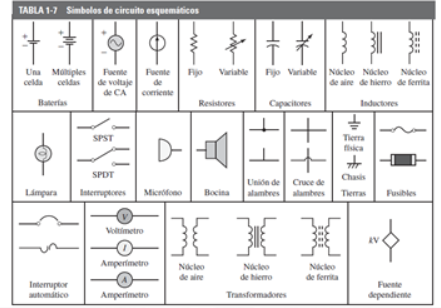 TABLA 1-7 Símbolos de circuito esquemáticos
Una celda
Múltiples celdas
Baterías
Fuente de voltaje de CA
Fuente de corriente
Fijo
Variable
Resistores
Fijo
Variable
Capacitores
Núcleo de aire
Núcleo de hierro
Núcleo de ferrita
Inductores
Lámpara
SPST
SPDT
Interruptores
Micrófono
Bocina
Unión de alambres
Cruce de alambres
Tierra física
Chasis
Tierras
Fusibles
Interruptor automático
V
Voltímetro
I
Amperímetro
A
Amperímetro
Núcleo de aire
Núcleo de hierro
Núcleo de ferrita
Transformadores
kV
Fuente dependiente